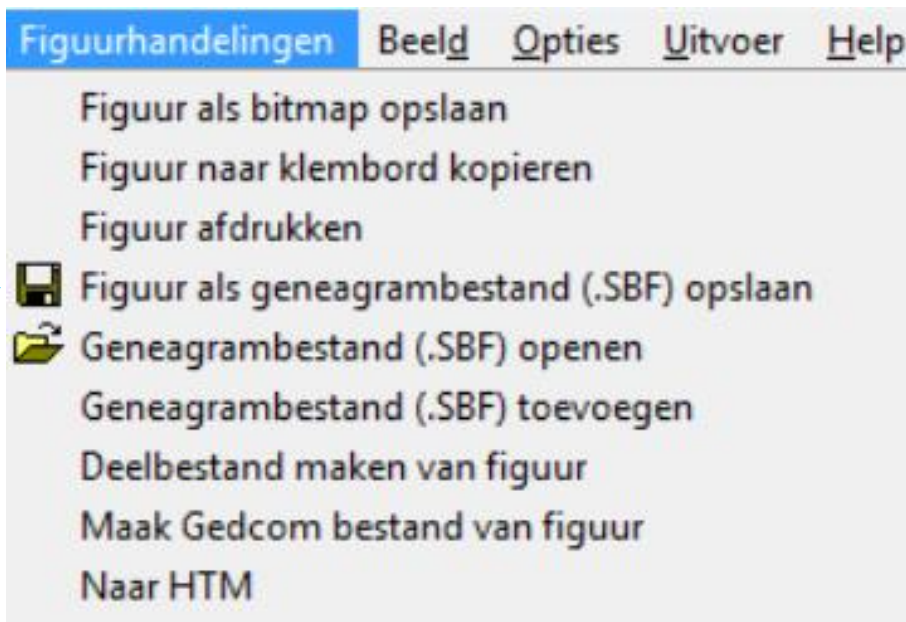 Figuurhandelingen Beeld Opties Uitvoer Help
Figuur als bitmap opslaan
Figuur naar klembord kopieren
Figuur afdrukken
Figuur als geneagrambestand (.SBF) opslaan
Geneagrambestand (.SBF) openen
Geneagrambestand (.SBF) toevoegen
Deelbestand maken van figuur
Maak Gedcom bestand van figuur
Naar HTM